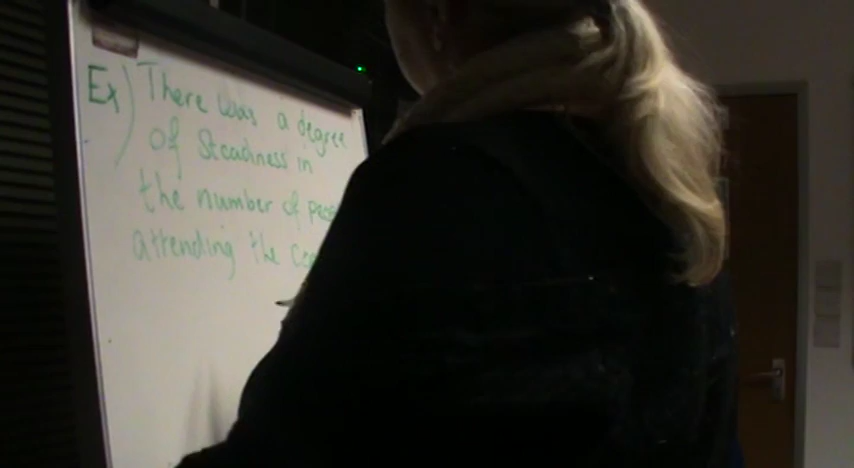 Ex) There was a degree
of Steadiness in
the number of
attending the